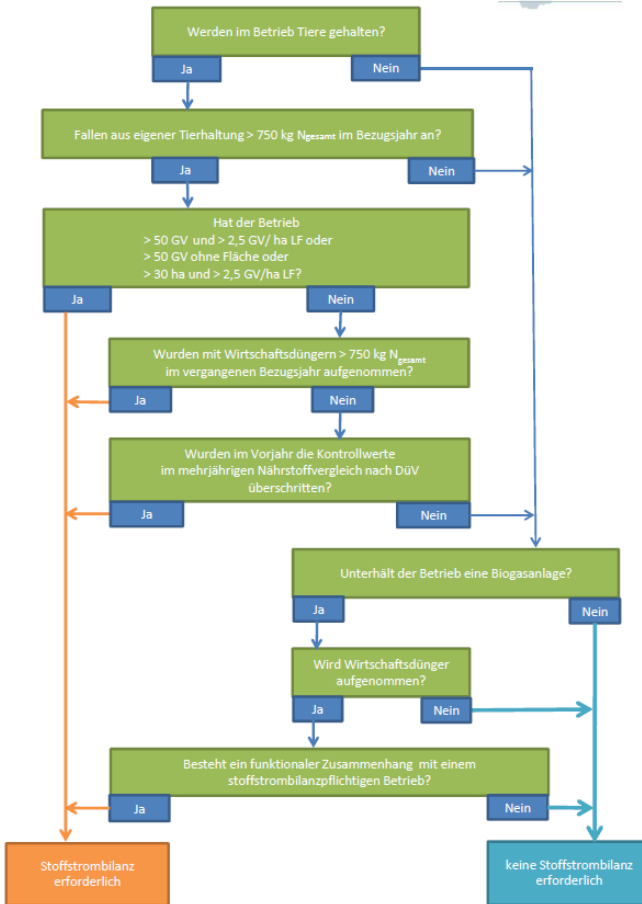 Werden im Betrieb Tiere gehalten?
Ja
Nein
Fallen aus eigener Tierhaltung > 750 kg Ngesamt im Bezugsjahr an?
Ja
Nein
Hat der Betrieb
> 50 GV und > 2,5 GV/ ha LF oder
> 50 GV ohne Fläche oder
> 30 ha und > 2,5 GV/ha LF?
Ja
Nein
Wurden mit Wirtschaftsdüngern > 750 kg Ngesamt
im vergangenen Bezugsjahr aufgenommen?
Ja
Nein
Wurden im Vorjahr die Kontrollwerte
im mehrjährigen Nährstoffvergleich nach DüV
überschritten?
Ja
Nein
Unterhält der Betrieb eine Biogasanlage?
Ja
Nein
Wird Wirtschaftsdünger
aufgenommen?
Ja
Nein
Besteht ein funktionaler Zusammenhang mit einem
stoffstrombilanzpflichtigen Betrieb?
Ja
Nein
Stoffstrombilanz
erforderlich
keine Stoffstrombilanz
erforderlich